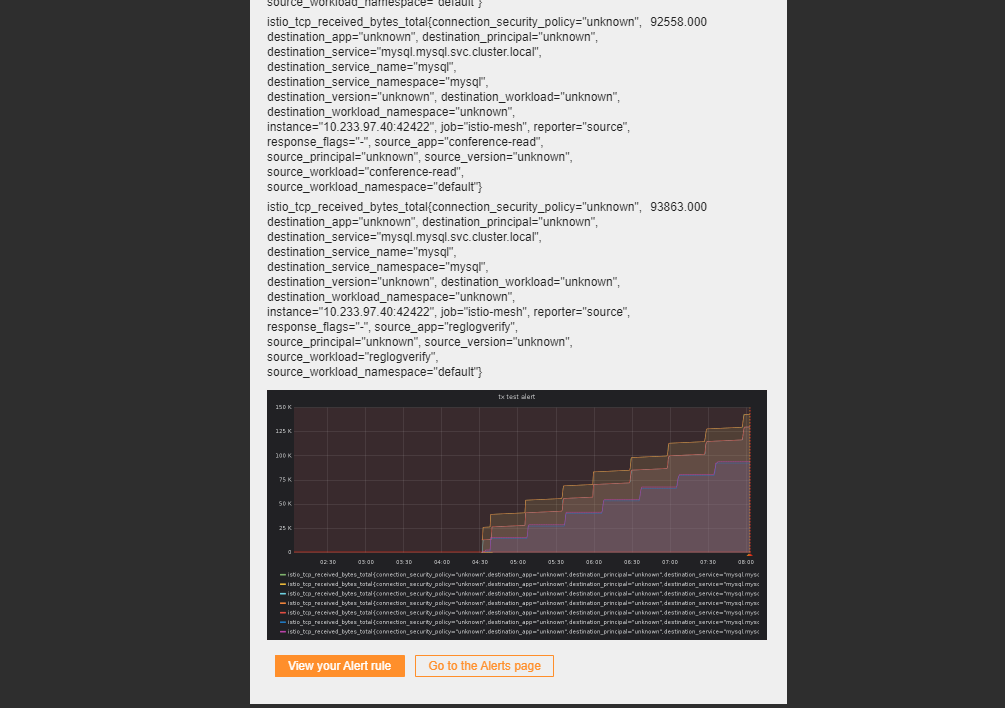 source_workload_namespace="default"}
istio_tcp_received_bytes_total{connection_security_policy="unknown", 92558.000
destination_app="unknown", destination_principal="unknown",
destination_service="mysql.mysql.svc.cluster.local",
destination_service_name="mysql",
destination_service_namespace="mysql",
destination_version="unknown", destination_workload="unknown",
destination_workload_namespace="unknown",
instance="10.233.97.40:42422", job="istio-mesh", reporter="source",
response_flags="-", source_app="conference-read",
source_principal="unknown", source_version="unknown",
source_workload="conference-read",
source_workload_namespace="default"}
istio_tcp_received_bytes_total{connection_security_policy="unknown", 93863.000
destination_app="unknown", destination_principal="unknown",
destination_service="mysql.mysql.svc.cluster.local",
destination_service_name="mysql",
destination_service_namespace="mysql",
destination_version="unknown", destination_workload="unknown",
destination_workload_namespace="unknown",
instance="10.233.97.40:42422", job="istio-mesh", reporter="source",
response_flags="-", source_app="reglogverify",
source_principal="unknown", source_version="unknown",
source_workload="reglogverify",
source_workload_namespace="default"}
tx test alert
150 K
125 K
100 K
75 K
50 K
25 K
0
02:30 03:00 03:30 04:00 04:30 05:00 05:30 06:00 06:30 07:00 07:30 08:00
istio_tcp_received_bytes_total{connection_security_policy="unknown",destination_app="unknown",destination_principal="unknown",destination_service="mysql.mysc
istio_tcp_received_bytes_total{connection_security_policy="unknown",destination_app="unknown",destination_principal="unknown",destination_service="mysql.mysc
istio_tcp_received_bytes_total{connection_security_policy="unknown",destination_app="unknown",destination_principal="unknown",destination_service="mysql.mysc
istio_tcp_received_bytes_total{connection_security_policy="unknown",destination_app="unknown",destination_principal="unknown",destination_service="mysql.mysc
istio_tcp_received_bytes_total{connection_security_policy="unknown",destination_app="unknown",destination_principal="unknown",destination_service="mysql.mysc
istio_tcp_received_bytes_total{connection_security_policy="unknown",destination_app="unknown",destination_principal="unknown",destination_service="mysql.mysc
istio_tcp_received_bytes_total{connection_security_policy="unknown",destination_app="unknown",destination_principal="unknown",destination_service="mysql.mysc
View your Alert rule
Go to the Alerts page